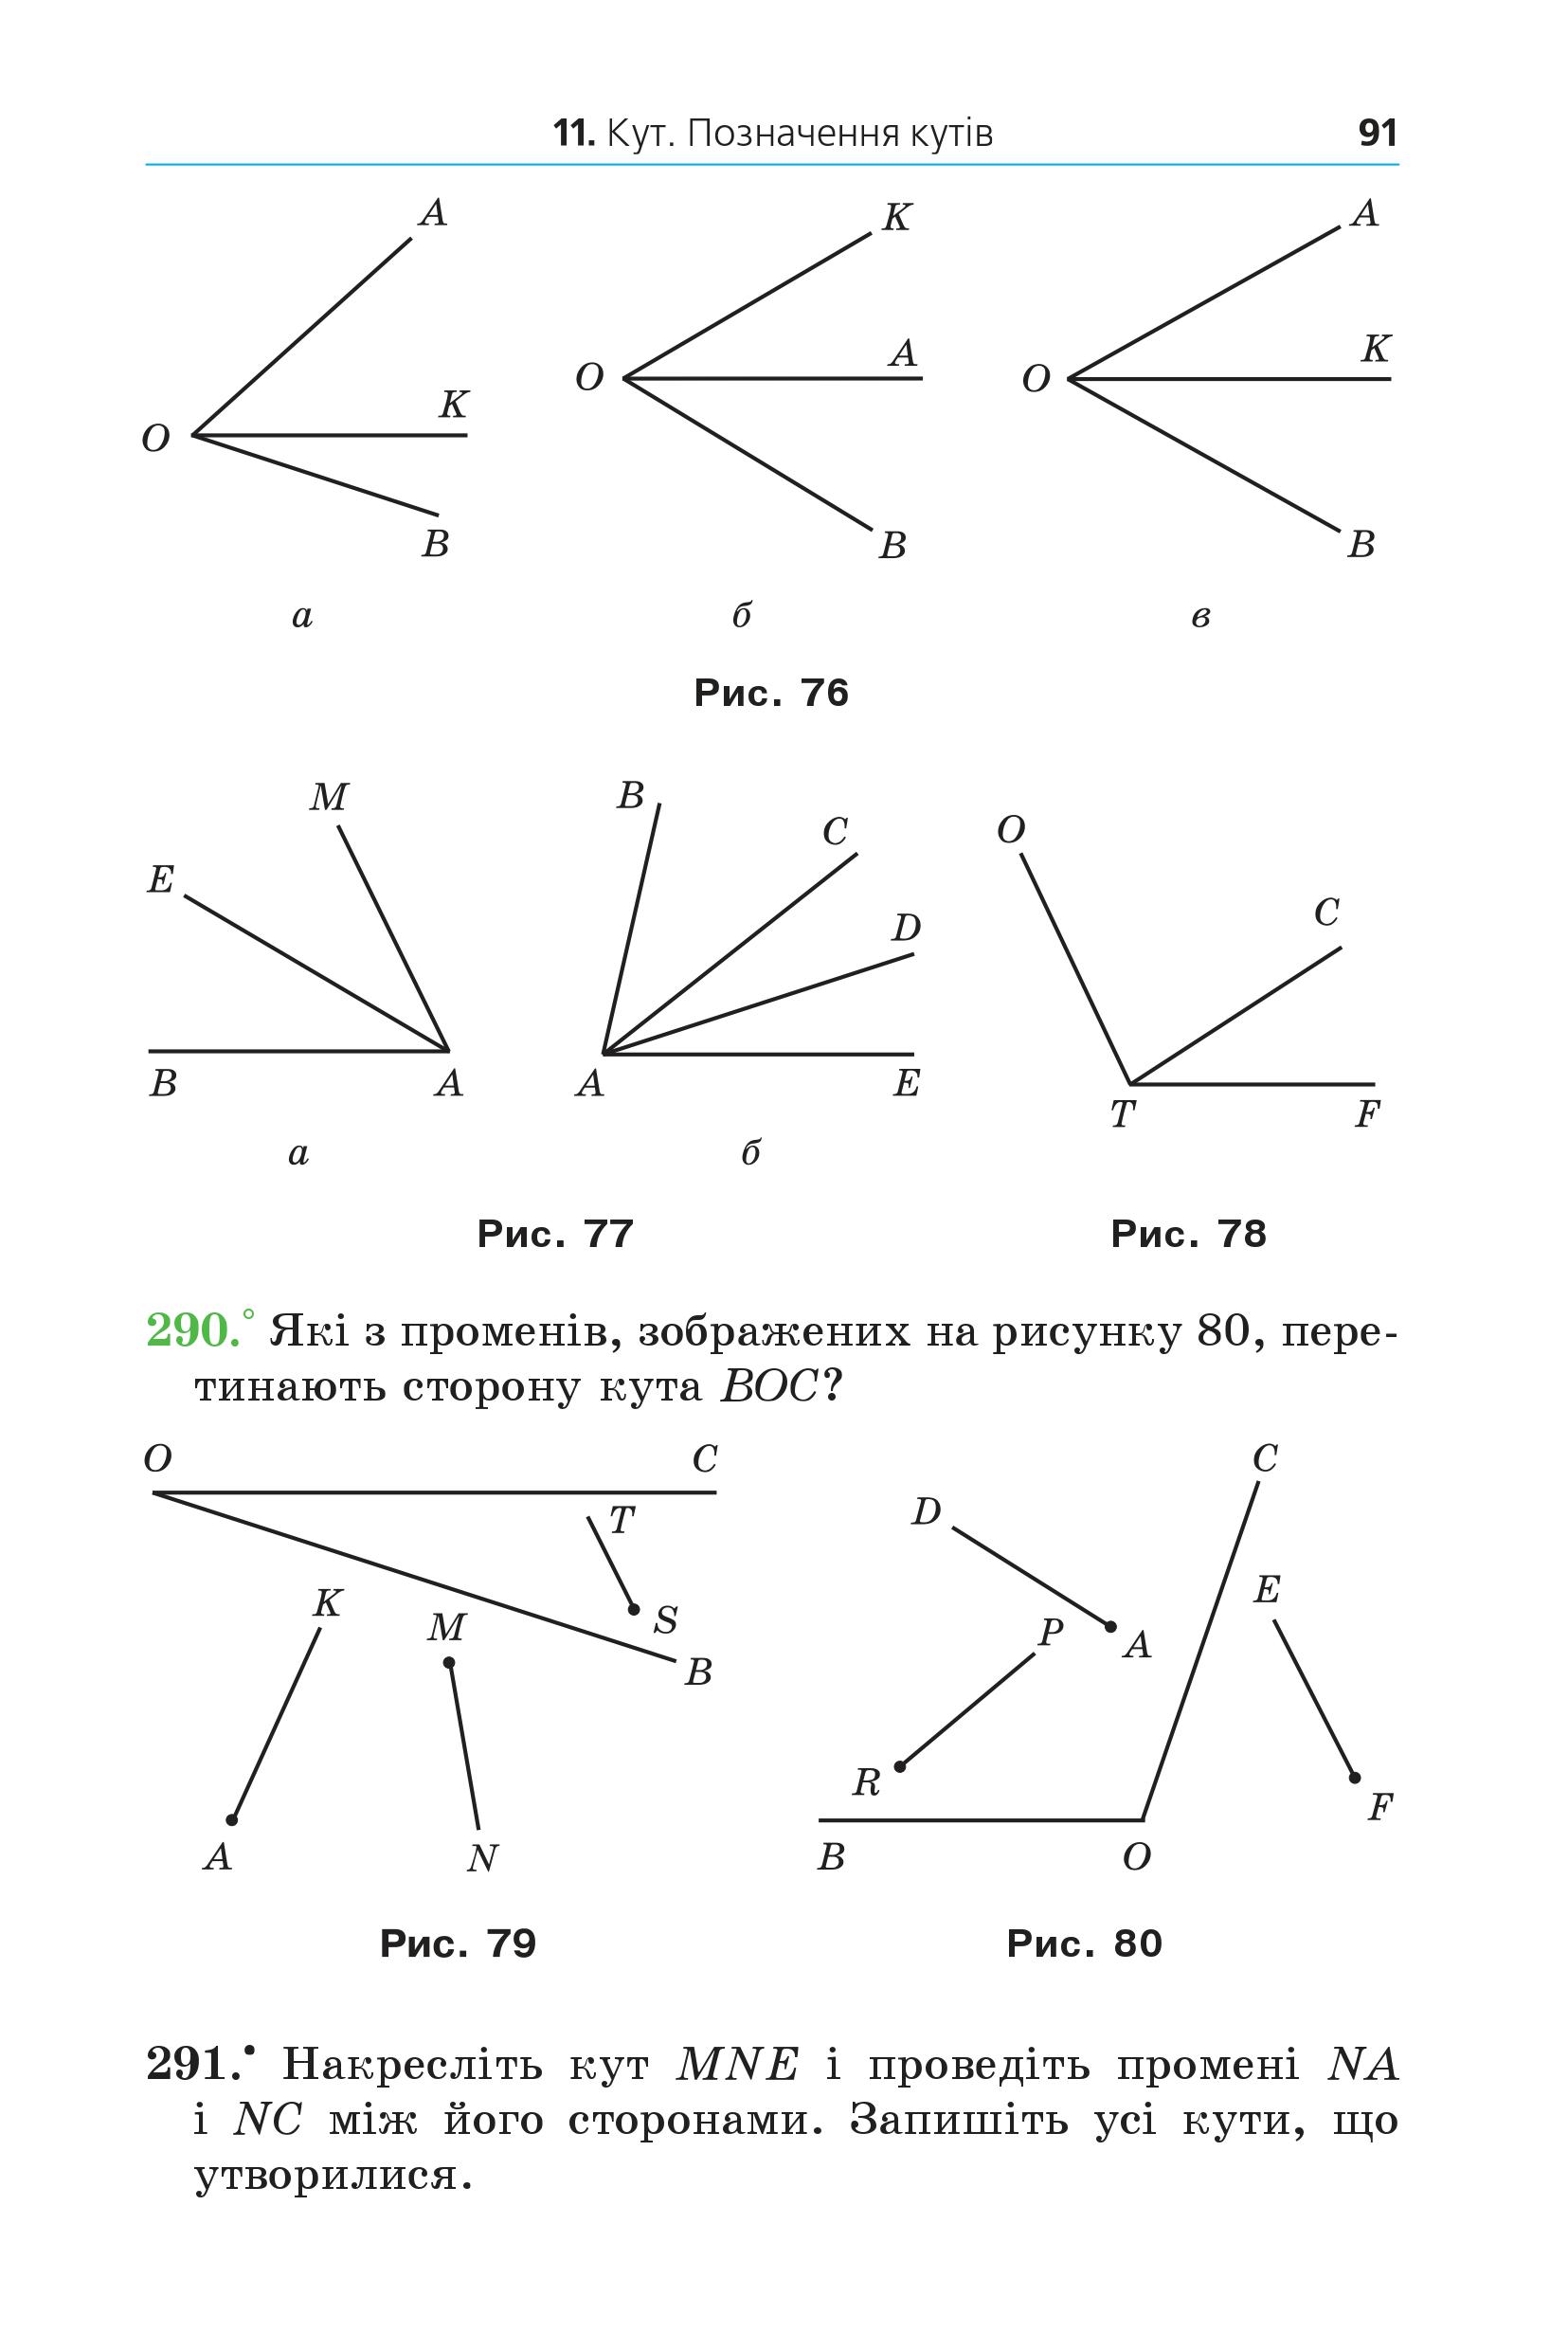 11. Кут. Позначення кутів 91
A
K
A
O
K
B
O
A
K
B
O
B
а
б
в
Рис. 76
M
E
B
A
B
C
D
A
E
O
C
T
F
а
б
Рис. 77
Рис. 78
290.° Які з променів, зображених на рисунку 80, пере-
тинають сторону кута BOC?
O
C
T
K
M
S
B
A
N
C
D
E
P
A
R
F
B
O
Рис. 79
Рис. 80
291.• Накресліть кут MNE і проведіть промені NA
і NC між його сторонами. Запишіть усі кути, що
утворилися.